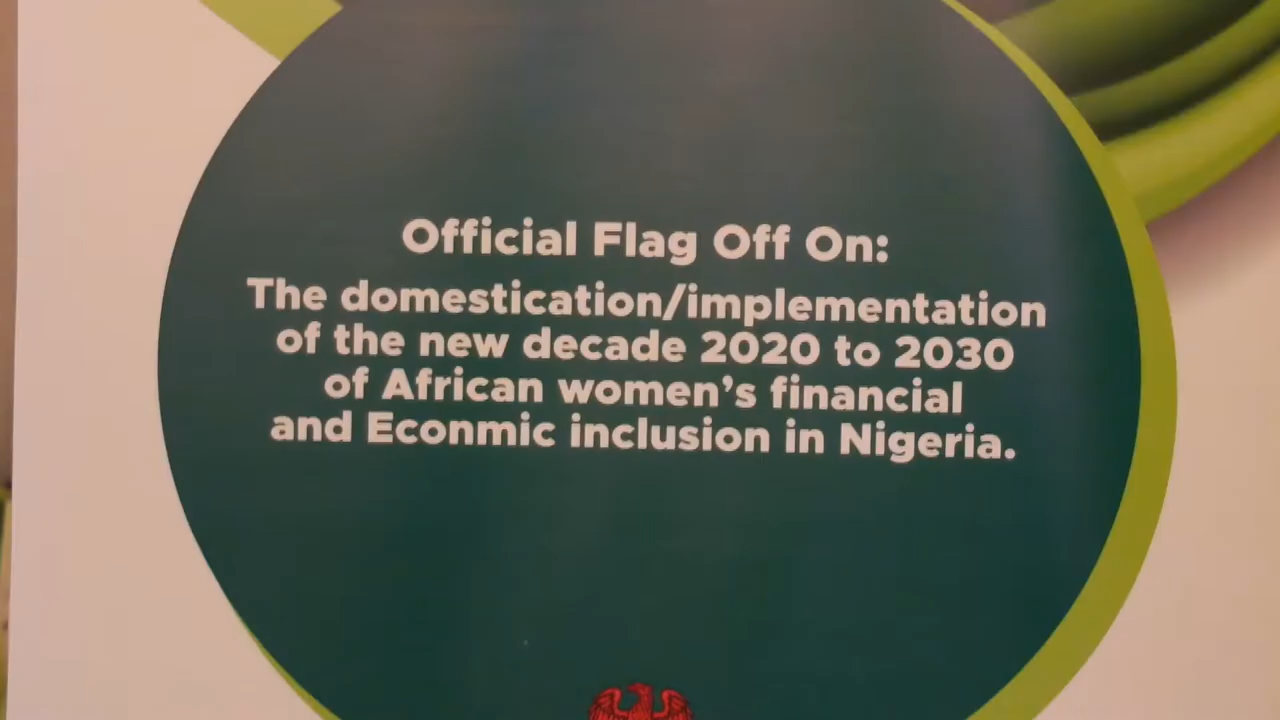 Official Flag Off On:
The domestication/implementation
of the new decade 2020 to 2030
of African women's financial
and Econmic inclusion in Nigeria.